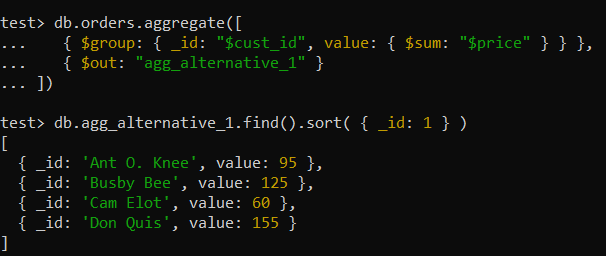 test> db.orders.aggregate([
...     { $group: { _id: "$cust_id", value: { $sum: "$price" } } },
...     { $out: "agg_alternative_1" }
... ])
test> db.agg_alternative_1.find().sort( { _id: 1 } )
[
  { _id: 'Ant O. Knee', value: 95 },
  { _id: 'Busby Bee', value: 125 },
  { _id: 'Cam Elot', value: 60 },
  { _id: 'Don Quis', value: 155 }
]